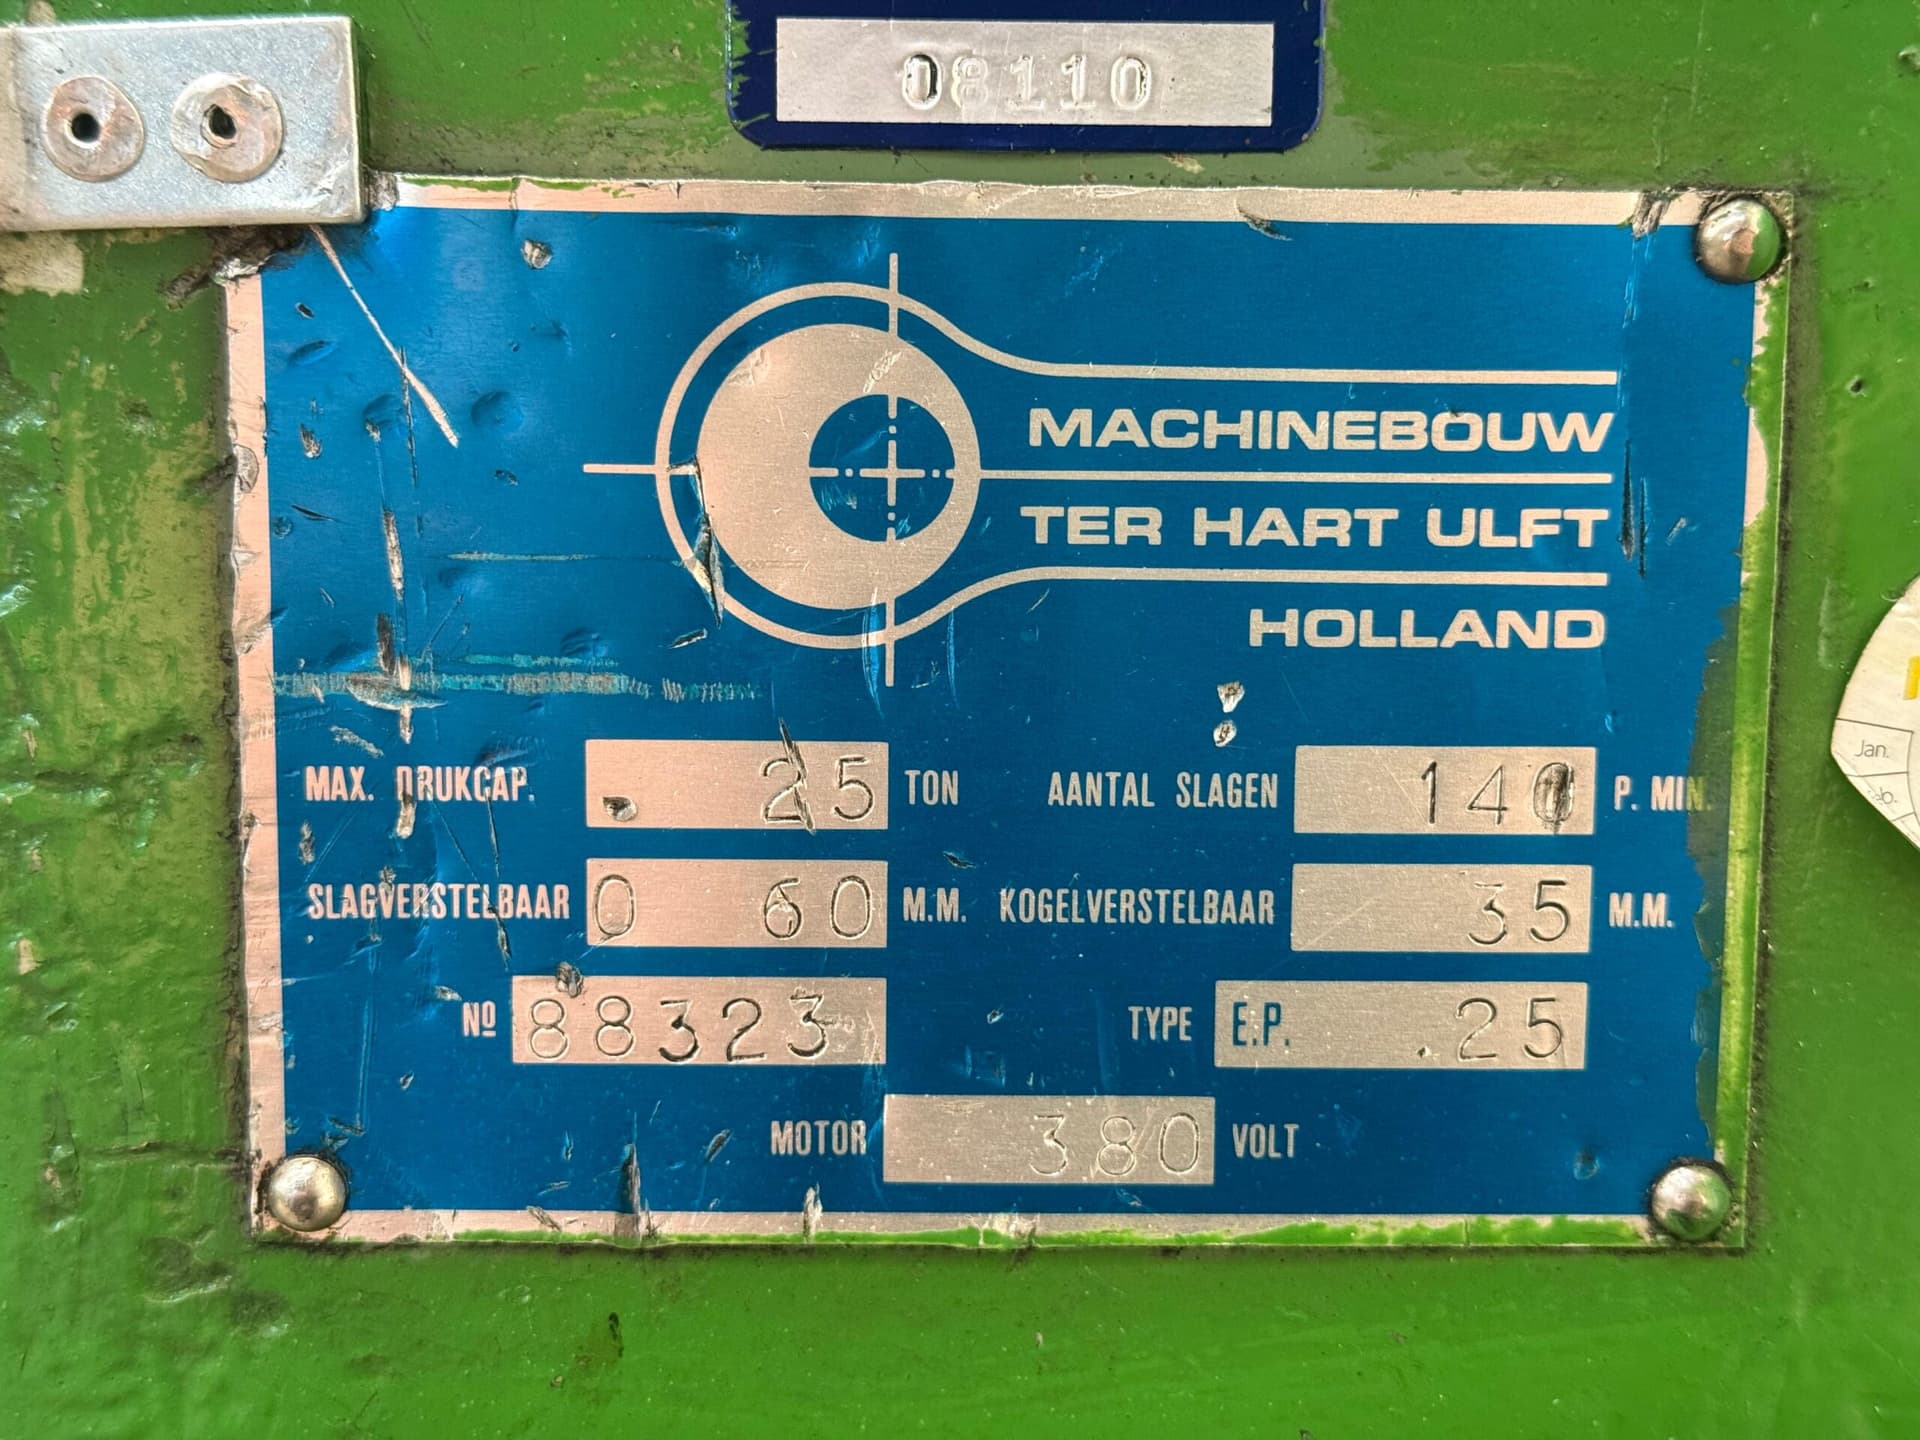 08110
MACHINEBOUW
TER HART ULFT
HOLLAND
MAX. DRUKCAP. 25 TON
AANTAL SLAGEN 140 P. MIN.
SLAGVERSTELBAAR 0 60 M.M.
KOGELVERSTELBAAR 35 M.M.
Nº 88323
TYPE E.P. .25
MOTOR 380 VOLT
Jan.